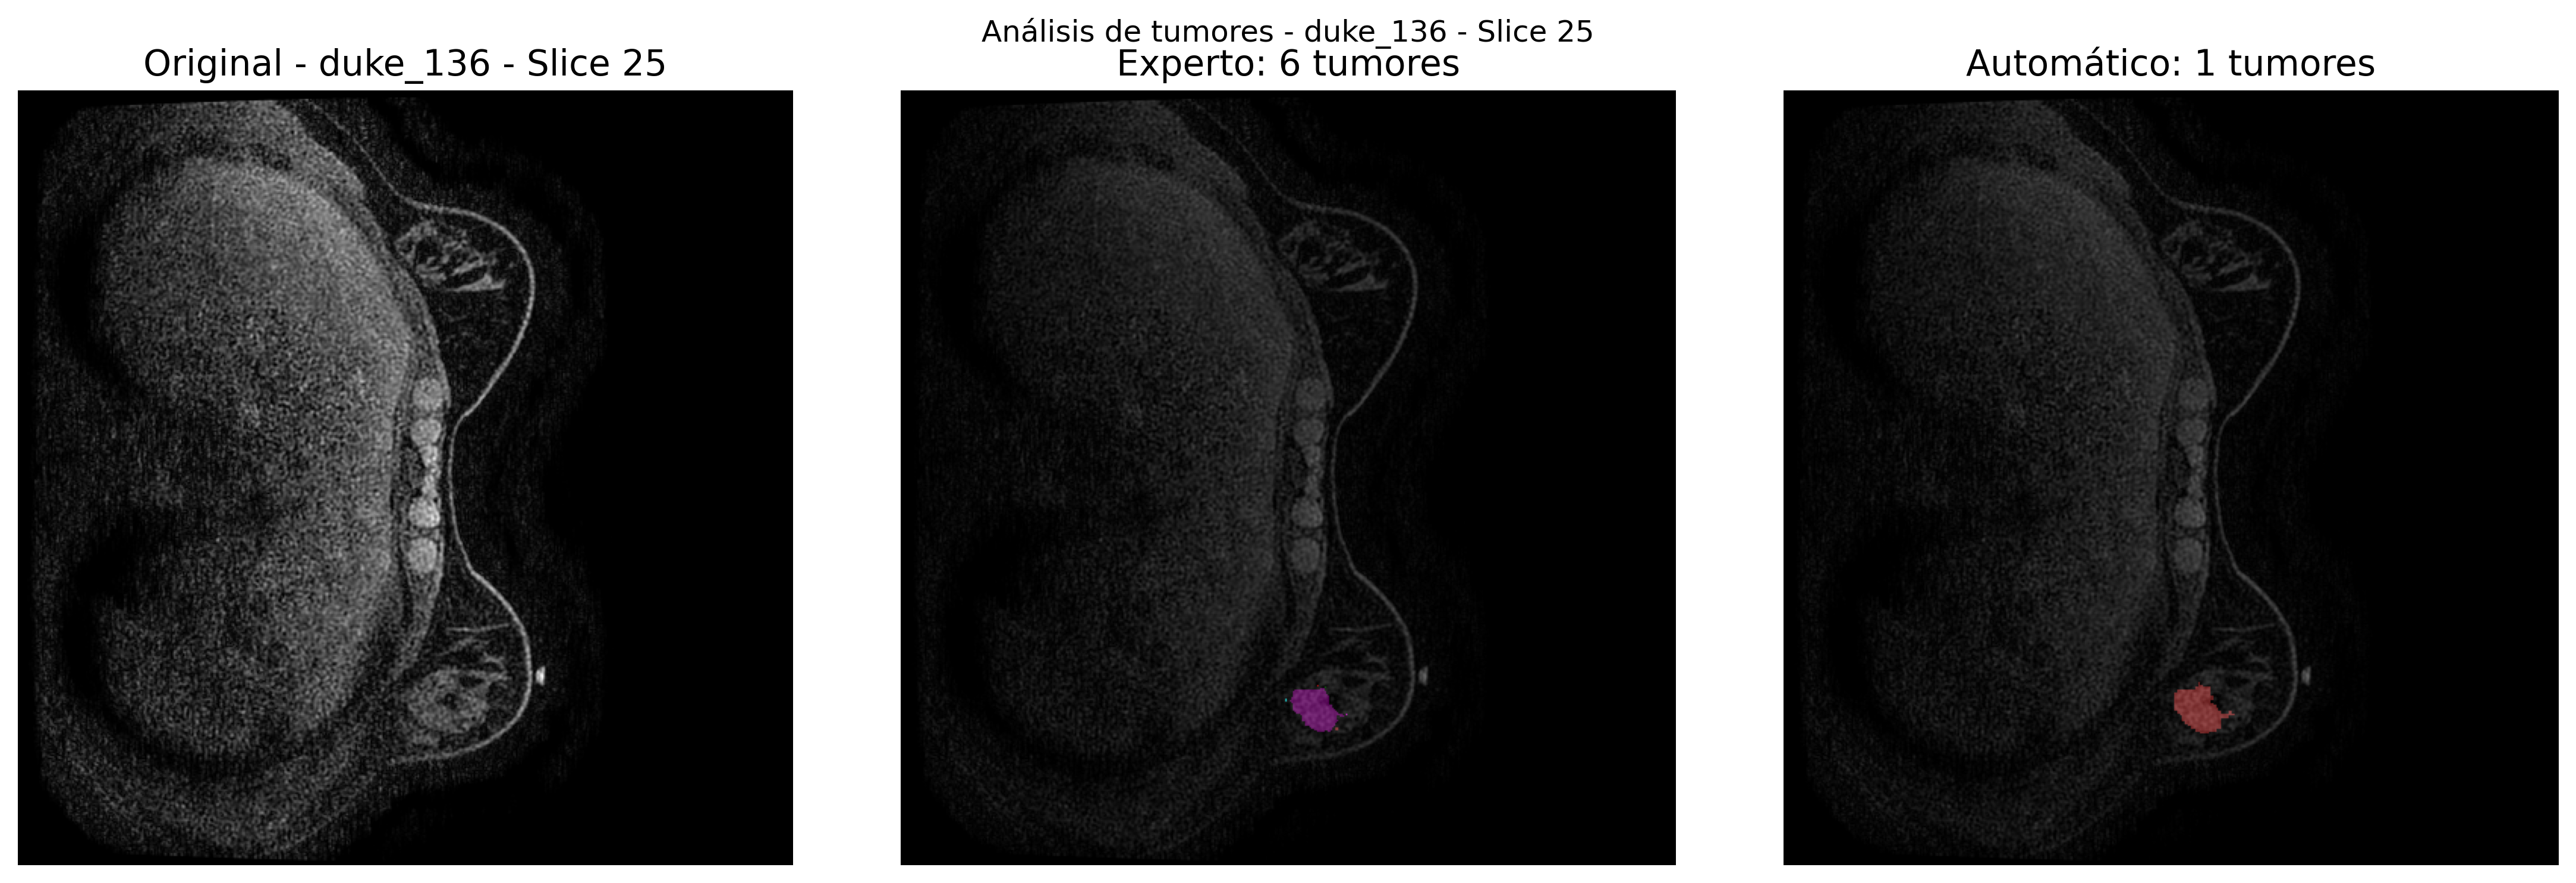 Análisis de tumores - duke_136 - Slice 25
Original - duke_136 - Slice 25
Experto: 6 tumores
Automático: 1 tumores